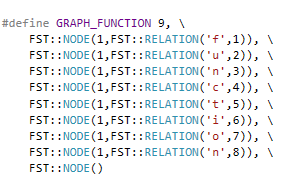 #define GRAPH_FUNCTION 9, \
FST::NODE(1,FST::RELATION('f',1)), \
FST::NODE(1,FST::RELATION('u',2)), \
FST::NODE(1,FST::RELATION('n',3)), \
FST::NODE(1,FST::RELATION('c',4)), \
FST::NODE(1,FST::RELATION('t',5)), \
FST::NODE(1,FST::RELATION('i',6)), \
FST::NODE(1,FST::RELATION('o',7)), \
FST::NODE(1,FST::RELATION('n',8)), \
FST::NODE()